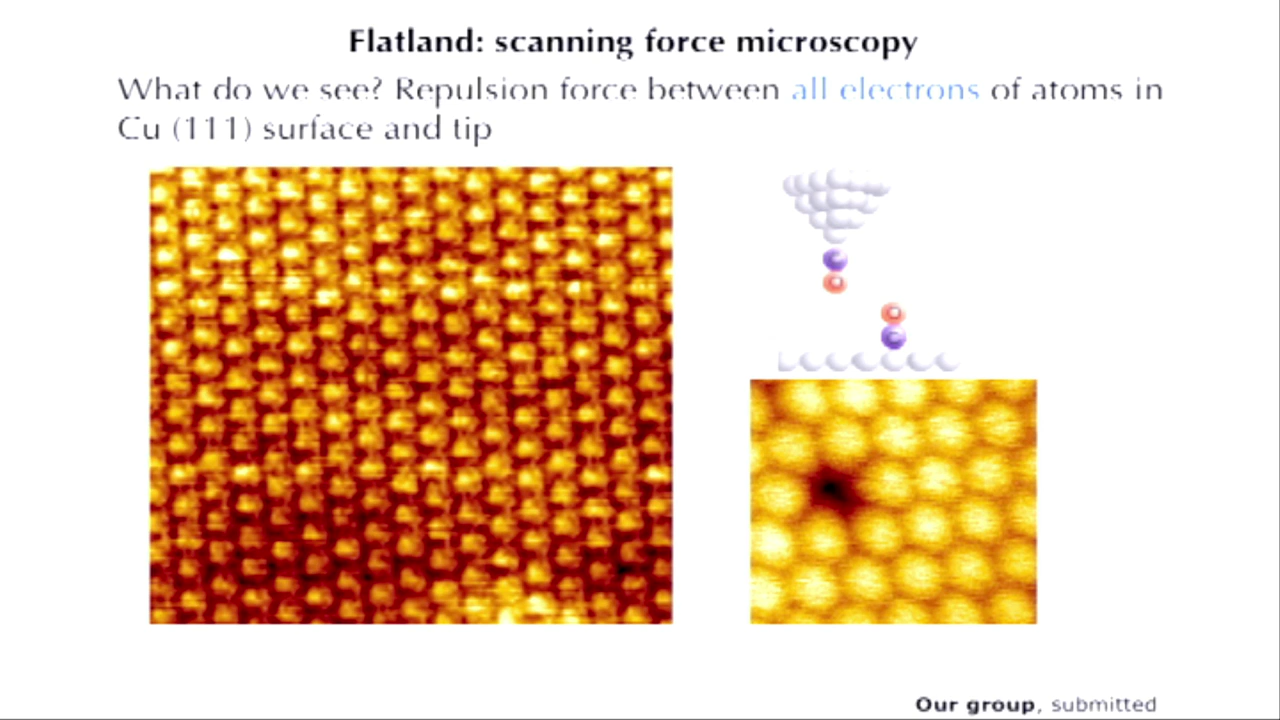 Flatland: scanning force microscopy
What do we see? Repulsion force between all electrons of atoms in
Cu (111) surface and tip
Our group, submitted